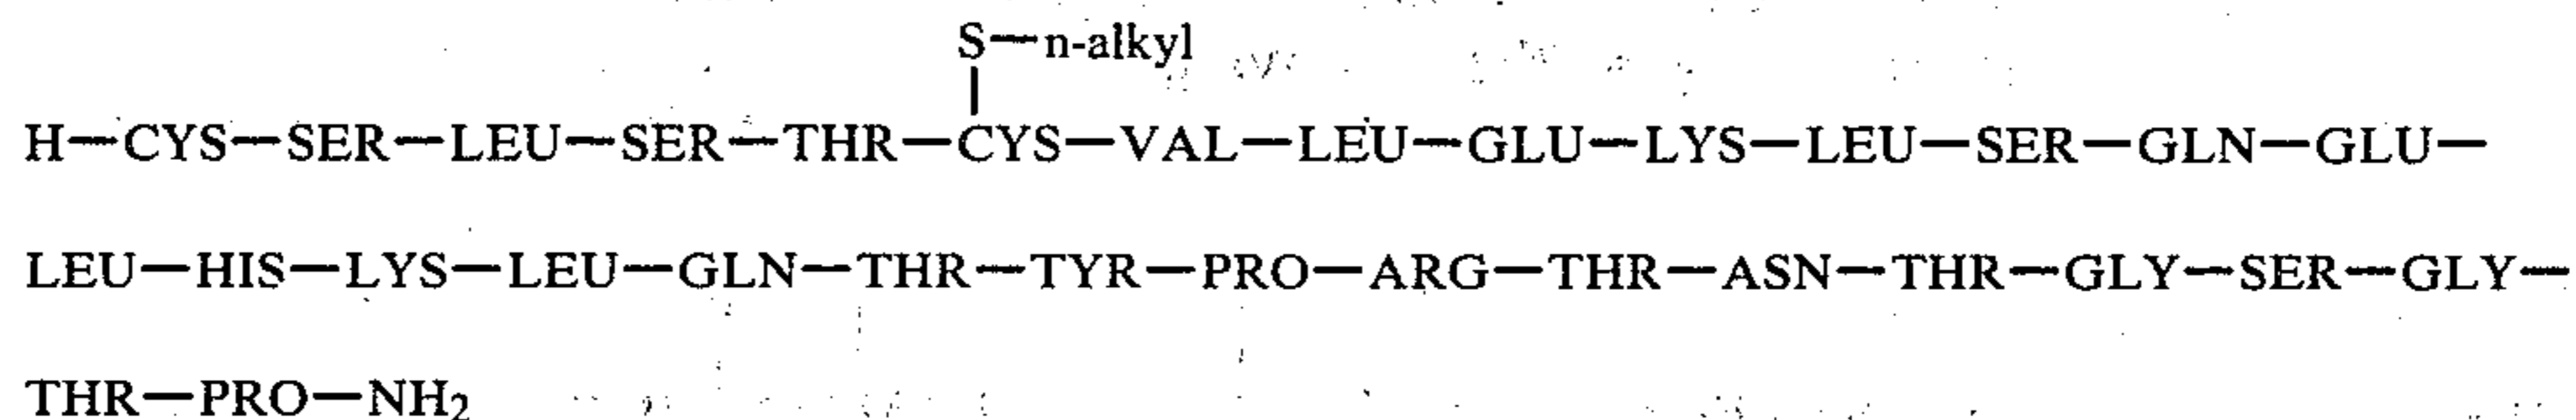 S—n-alkyl
H—CYS—SER—LEU—SER—THR—CYS—VAL—LEU—GLU—LYS—LEU—SER—GLN—GLU—
LEU—HIS—LYS—LEU—GLN—THR—TYR—PRO—ARG—THR—ASN—THR—GLY—SER—GLY—
THR—PRO—NH₂